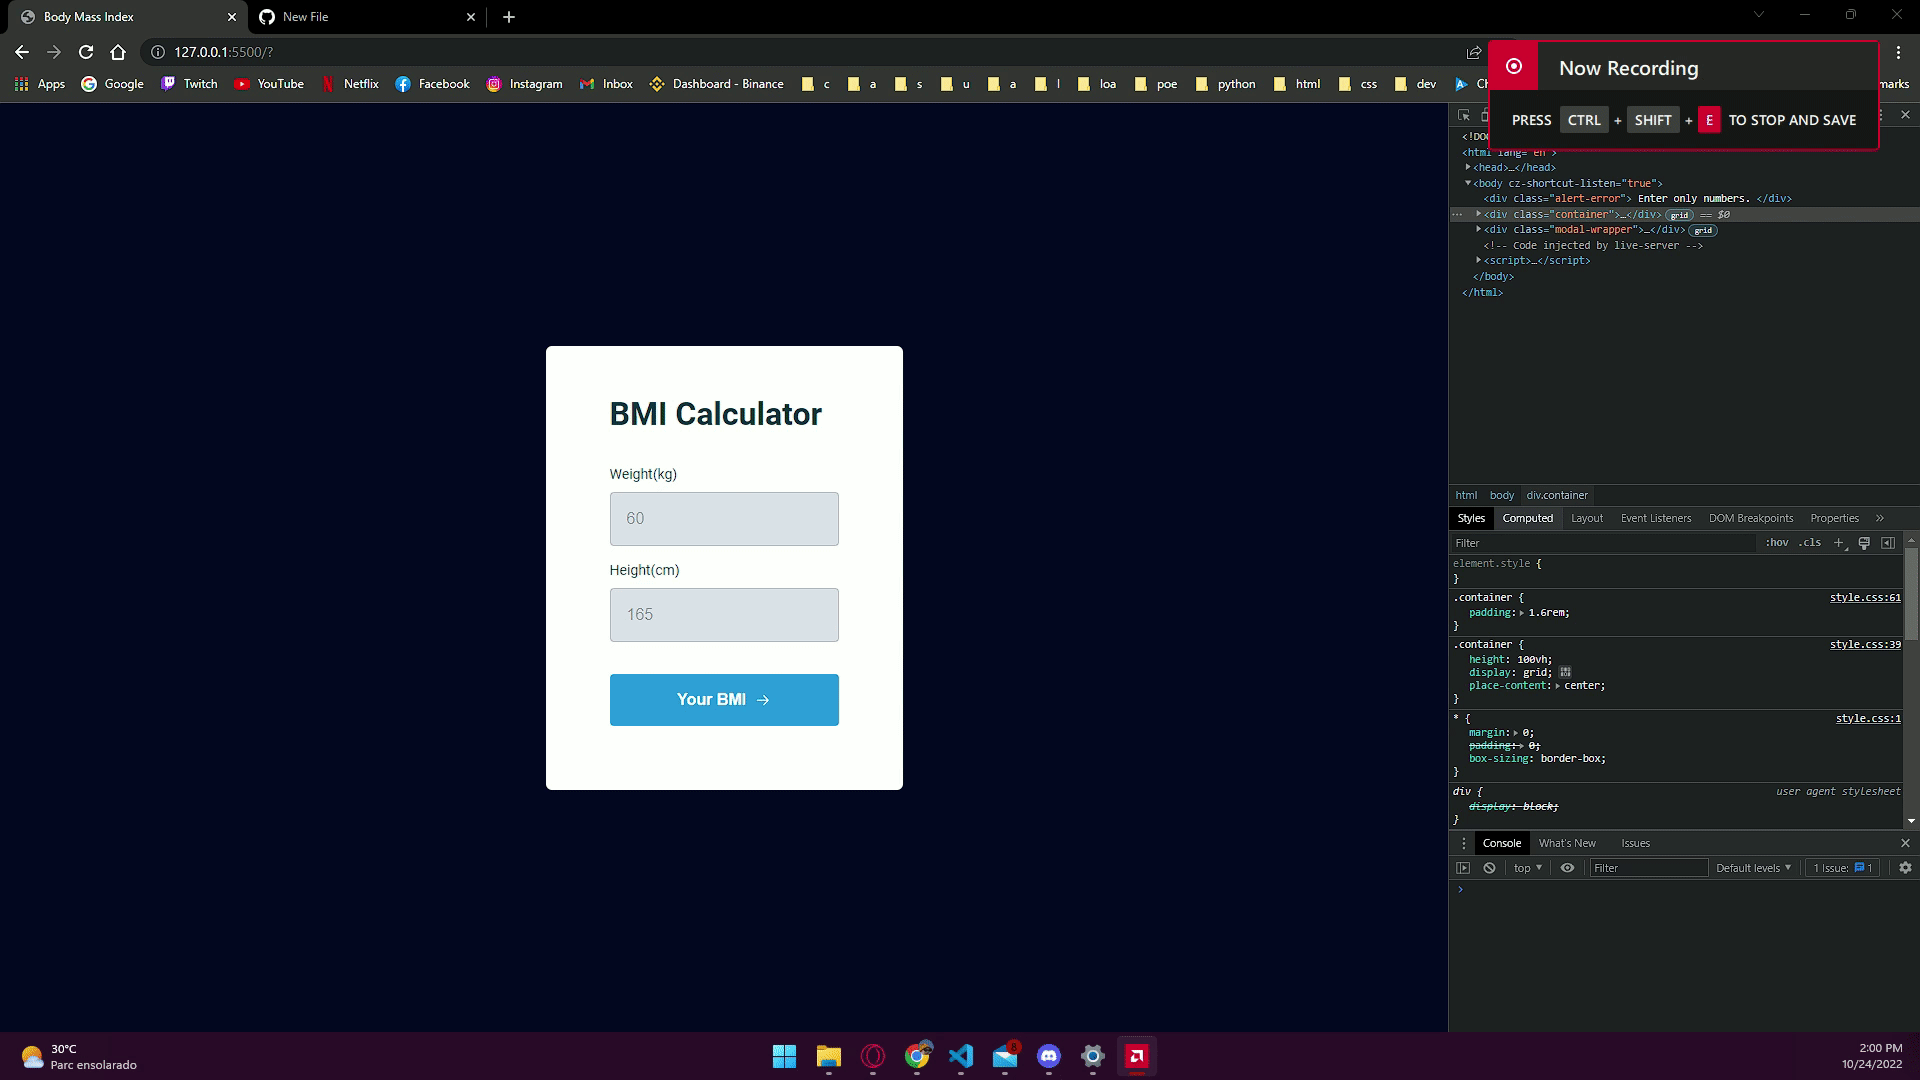 Body Mass Index
New File
127.0.0.1:5500/?
Apps Google Twitch YouTube Netflix Facebook Instagram Inbox Dashboard - Binance c a s u a l loa poe python html css dev
Now Recording
PRESS CTRL + SHIFT + E TO STOP AND SAVE
<html lang="en">
<head>…</head>
<body cz-shortcut-listen="true">
<div class="alert-error"> Enter only numbers. </div>
<div class="container">…</div> grid == $0
<div class="modal-wrapper">…</div> grid
<!-- Code injected by live-server -->
<script>…</script>
</body>
</html>
BMI Calculator
Weight(kg)
60
Height(cm)
165
Your BMI →
html body div.container
Styles Computed Layout Event Listeners DOM Breakpoints Properties »
Filter :hov .cls +
element.style {
}
.container { style.css:61
padding: 1.6rem;
}
.container { style.css:39
height: 100vh;
display: grid;
place-content: center;
}
* { style.css:1
margin: 0;
padding: 0;
box-sizing: border-box;
}
div { user agent stylesheet
display: block;
}
Console What's New Issues
top Filter Default levels 1 Issue: 1
30°C
Parc ensolarado
8
2:00 PM
10/24/2022